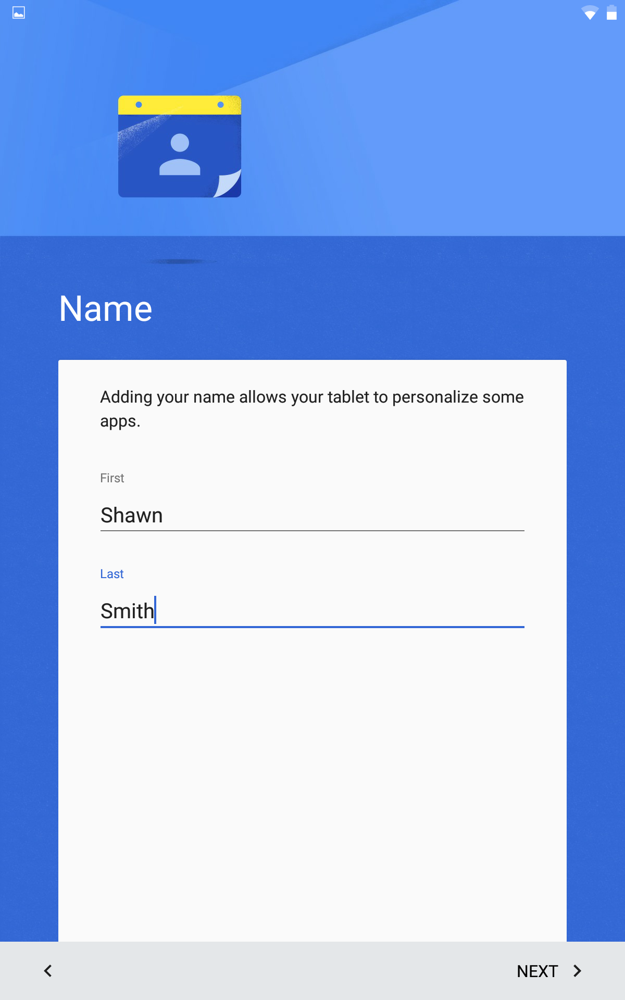 Name
Adding your name allows your tablet to personalize some
apps.
First
Shawn
Last
Smith
NEXT